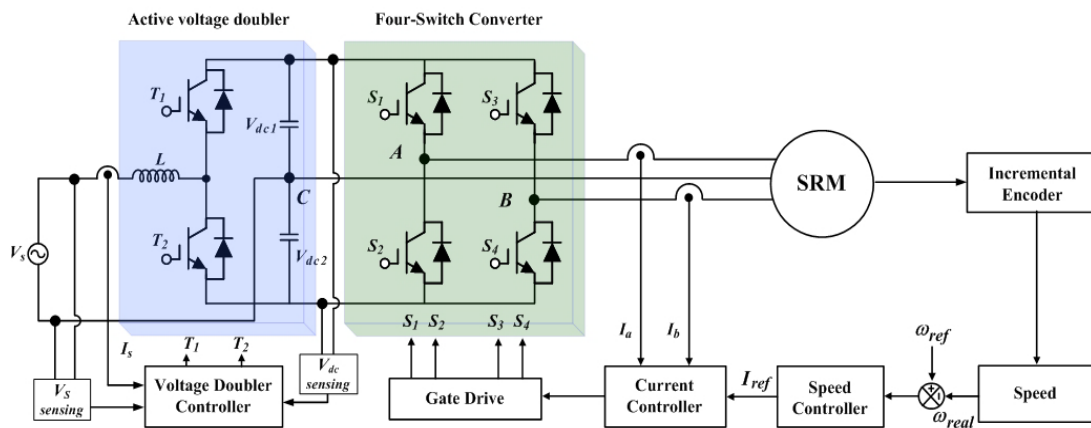 Active voltage doubler
Four-Switch Converter
T1
S1
S3
Vdc1
L
A
SRM
Incremental
Encoder
C
B
T2
Vs
Vdc2
S2
S4
S1 S2 S3 S4
Is
T1 T2
Ia
Ib
ωref
Vdc
sensing
VS
sensing
Voltage Doubler
Controller
Gate Drive
Current
Controller
Iref
Speed
Controller
+
-
Speed
ωreal